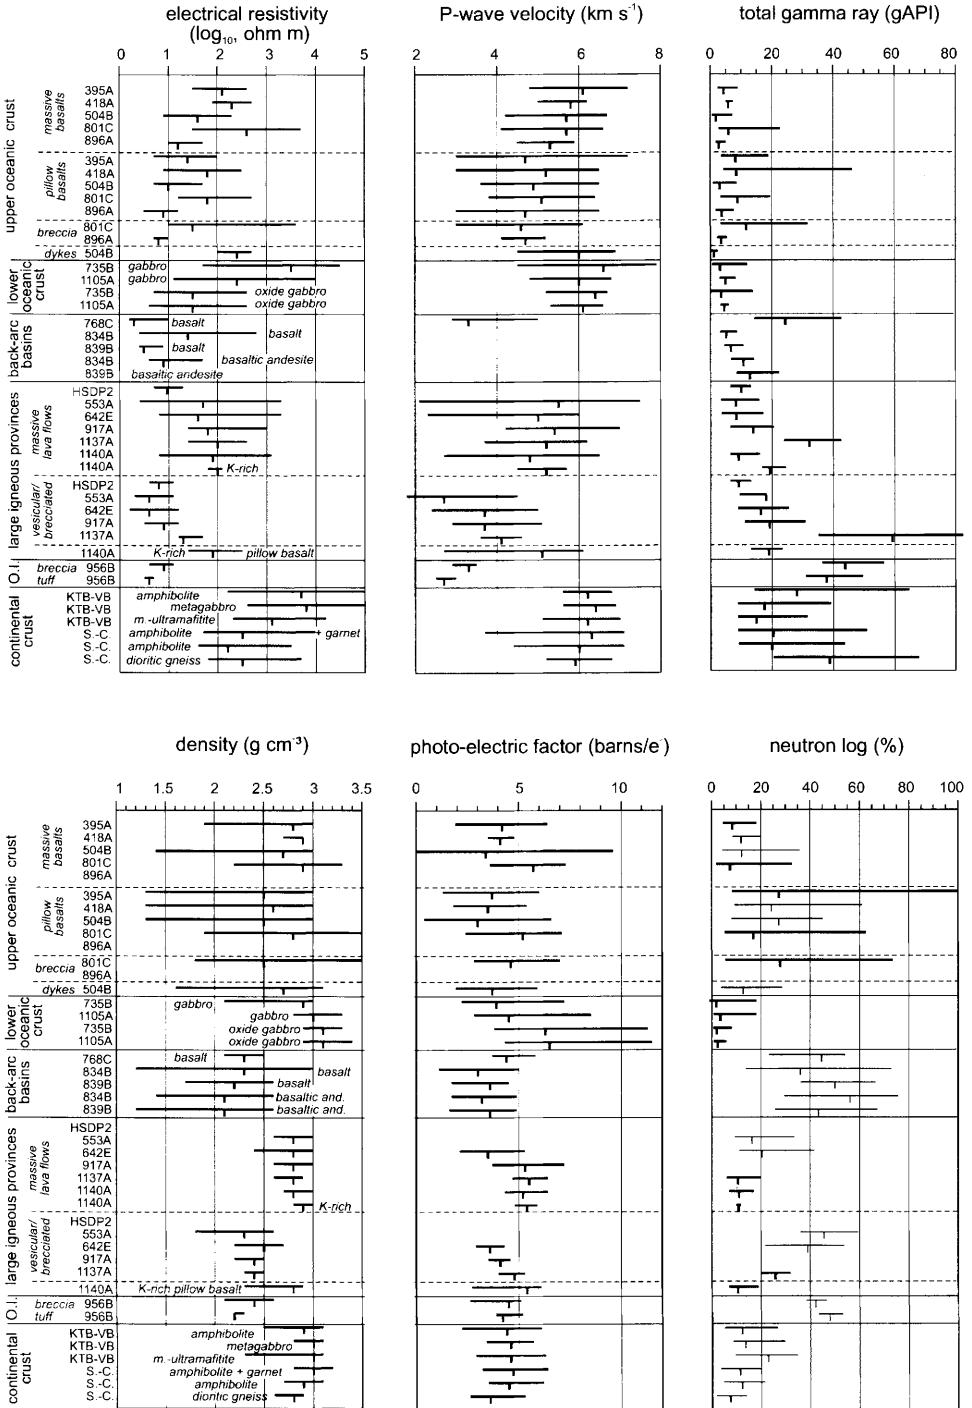 electrical resistivity
(log10, ohm m)
P-wave velocity (km s-1)
total gamma ray (gAPI)
0 1 2 3 4 5
2 4 6 8
0 20 40 60 80
upper oceanic crust
massive basalts
395A
418A
504B
801C
896A
pillow basalts
395A
418A
504B
801C
896A
breccia
801C
896A
dykes 504B
lower oceanic crust
735B gabbro
1105A gabbro
735B oxide gabbro
1105A oxide gabbro
back-arc basins
768C basalt
834B basalt
839B basalt
834B basaltic andesite
839B basaltic andesite
large igneous provinces
massive lava flows
HSDP2
553A
642E
917A
1137A
1140A
1140A K-rich
vesicular/ brecciated
HSDP2
553A
642E
917A
1137A
1140A K-rich pillow basalt
O.I.
breccia 956B
tuff 956B
continental crust
KTB-VB amphibolite
KTB-VB metagabbro
KTB-VB m.-ultramafitite
S.-C. amphibolite + garnet
S.-C. amphibolite
S.-C. dioritic gneiss
density (g cm-3)
photo-electric factor (barns/e-)
neutron log (%)
1 1.5 2 2.5 3 3.5
0 5 10
0 20 40 60 80 100
upper oceanic crust
massive basalts
395A
418A
504B
801C
896A
pillow basalts
395A
418A
504B
801C
896A
breccia
801C
896A
dykes 504B
lower oceanic crust
735B gabbro
1105A gabbro
735B oxide gabbro
1105A oxide gabbro
back-arc basins
768C basalt
834B basalt
839B basalt
834B basaltic and.
839B basaltic and.
large igneous provinces
massive lava flows
HSDP2
553A
642E
917A
1137A
1140A
1140A K-rich
vesicular/ brecciated
HSDP2
553A
642E
917A
1137A
1140A K-rich pillow basalt
O.I.
breccia 956B
tuff 956B
continental crust
KTB-VB amphibolite
KTB-VB metagabbro
KTB-VB m.-ultramafitite
S.-C. amphibolite + garnet
S.-C. amphibolite
S.-C. diontic gneiss